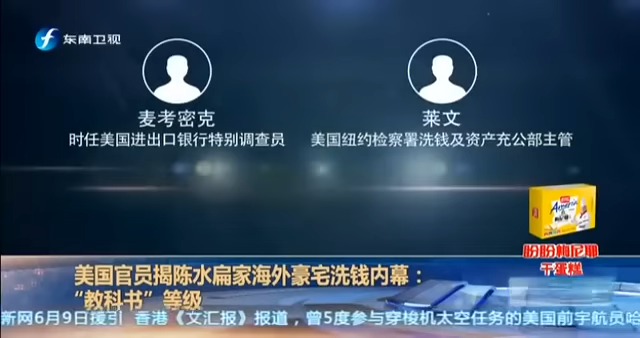 东南卫视
麦考密克
时任美国进出口银行特别调查员
莱文
美国纽约检察署洗钱及资产充公部主管
盼盼梅尼耶
干蛋糕
美国官员揭陈水扁家海外豪宅洗钱内幕：
“教科书”等级
新网6月9日援引 香港《文汇报》报道，曾5度参与穿梭机太空任务的美国前宇航员哈